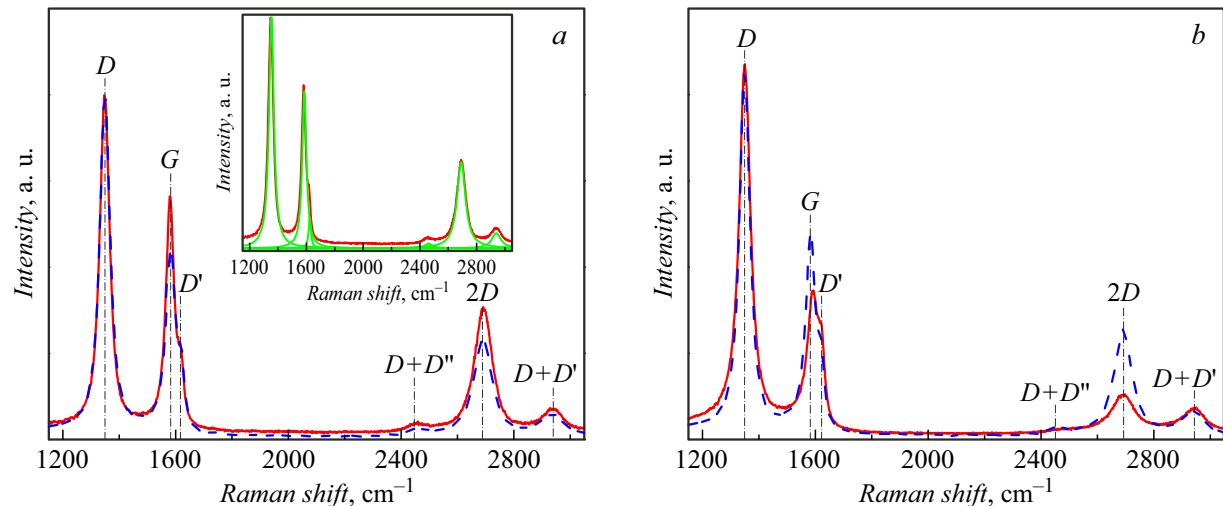 a
D
G
D'
2D
D+D''
D+D'
Intensity, a. u.
1200 1600 2000 2400 2800
Raman shift, cm−1
Intensity, a. u.
1200 1600 2000 2400 2800
Raman shift, cm−1
b
D
G
D'
2D
D+D''
D+D'
Intensity, a. u.
1200 1600 2000 2400 2800
Raman shift, cm−1